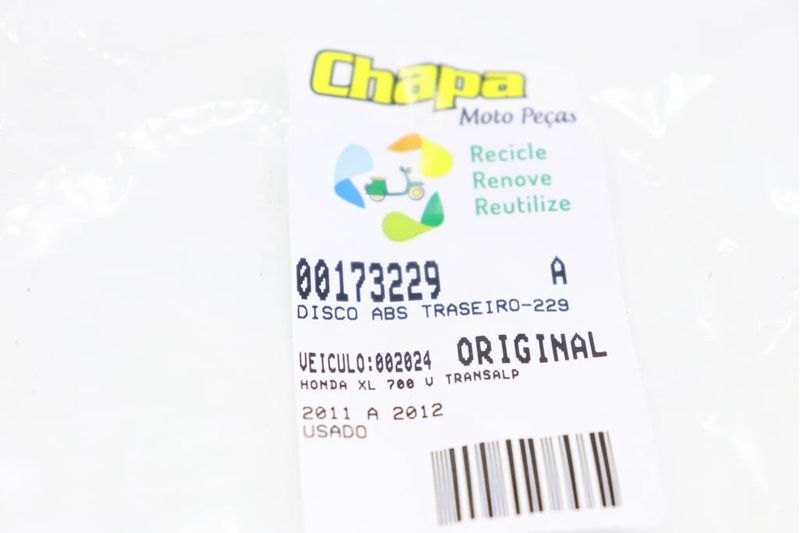 Chapa
Moto Peças
Recicle
Renove
Reutilize
00173229 A
DISCO ABS TRASEIRO-229
VEICULO:002024 ORIGINAL
HONDA XL 700 V TRANSALP
2011 A 2012
USADO